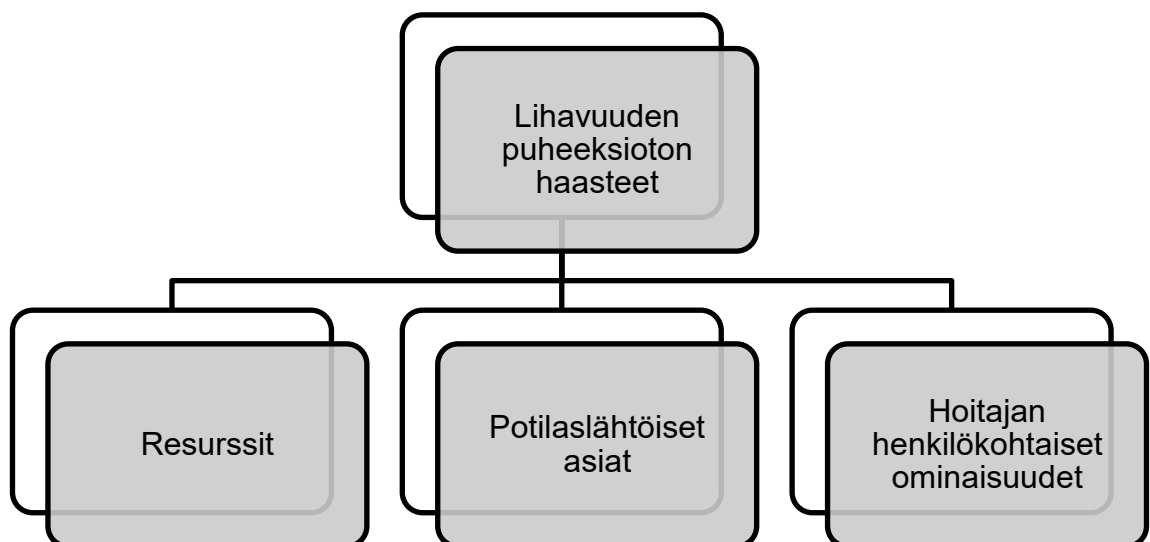 Lihavuuden
puheeksioton
haasteet
Resurssit
Potilaslähtöiset
asiat
Hoitajan
henkilökohtaiset
ominaisuudet